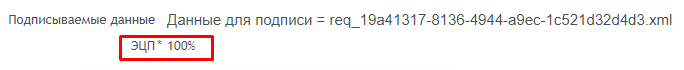 Подписываемые данные Данные для подписи = req_19a41317-8136-4944-a9ec-1c521d32d4d3.xml
ЭЦП * 100%